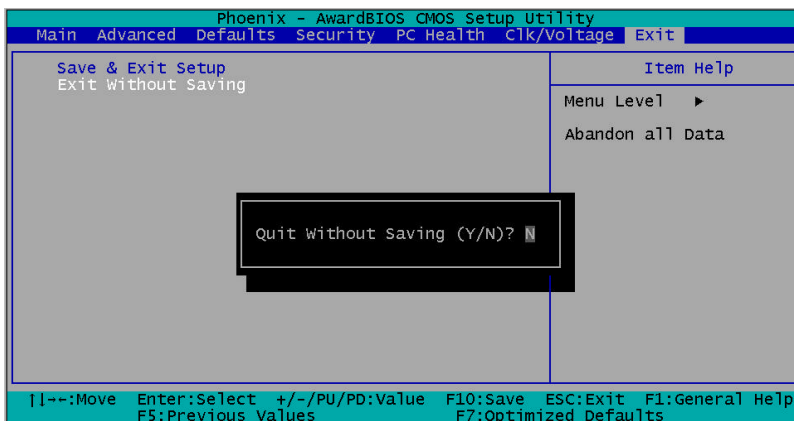 Phoenix - AwardBIOS CMOS Setup Utility
Main Advanced Defaults Security PC Health Clk/Voltage Exit
Save & Exit Setup
Exit Without Saving
Item Help
Menu Level ►
Abandon all Data
Quit Without Saving (Y/N)? N
↑↓→←:Move Enter:Select +/-/PU/PD:Value F10:Save ESC:Exit F1:General Help
F5:Previous Values F7:Optimized Defaults